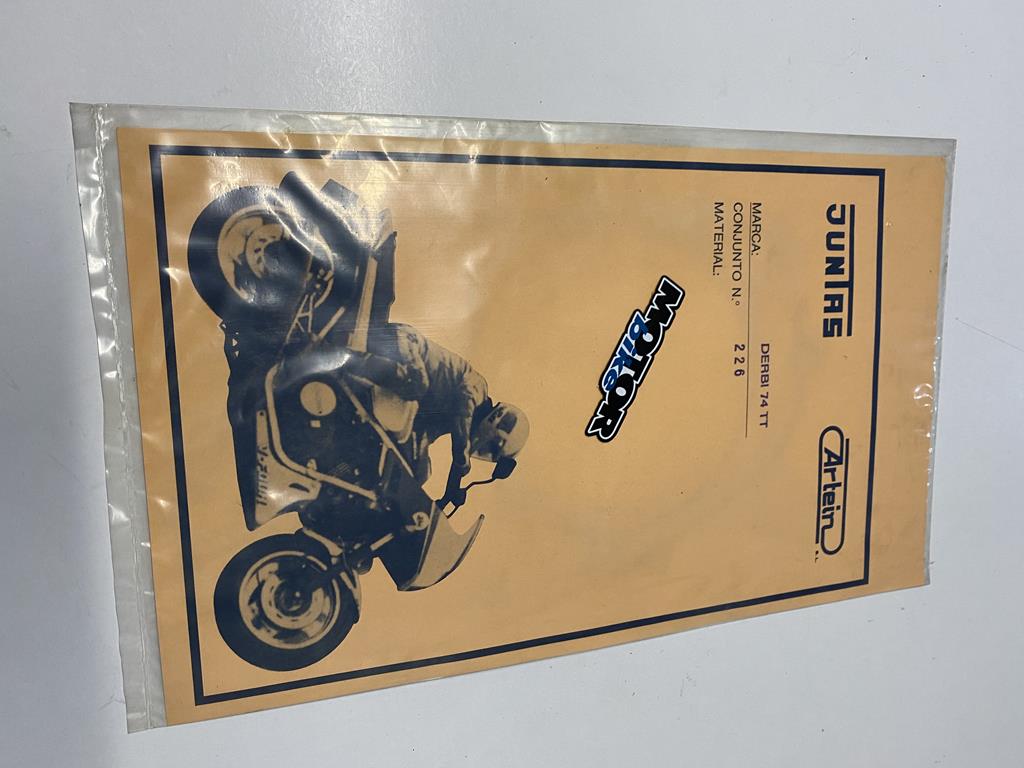 JUNTAS
Artein S.L.
MARCA: DERBI 74 TT
CONJUNTO N.º 226
MATERIAL:
MOTOR
bike